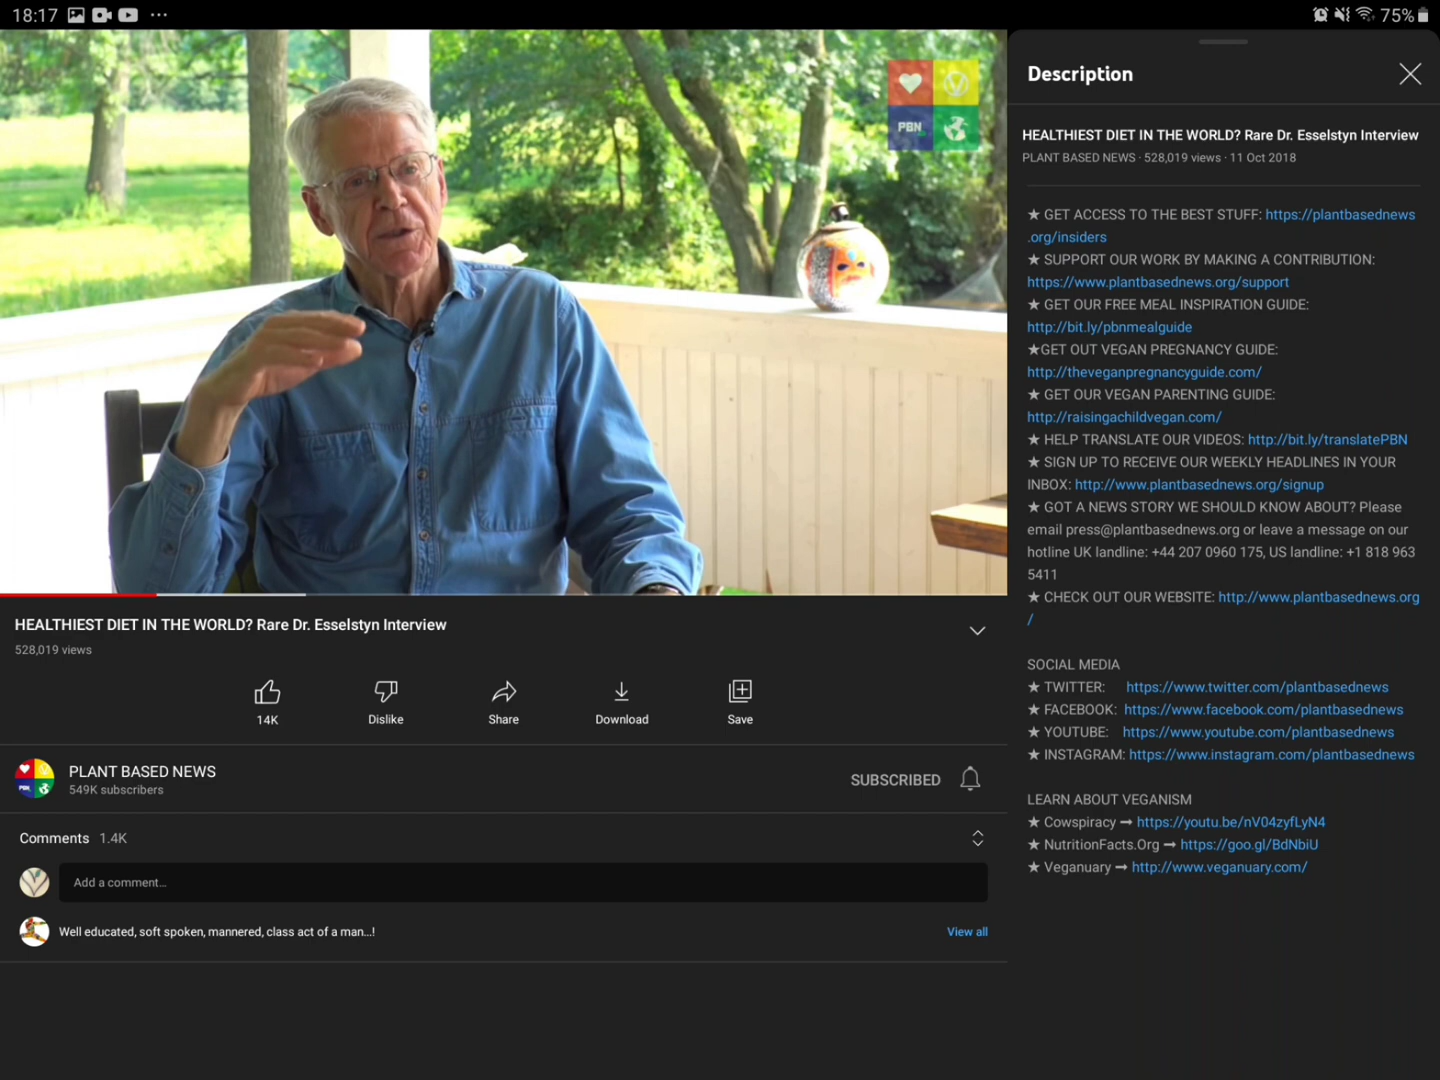 18:17
75%
PBN
HEALTHIEST DIET IN THE WORLD? Rare Dr. Esselstyn Interview
528,019 views
14K
Dislike
Share
Download
Save
PLANT BASED NEWS
549K subscribers
SUBSCRIBED
Comments 1.4K
Add a comment...
Well educated, soft spoken, mannered, class act of a man...!
View all
Description
HEALTHIEST DIET IN THE WORLD? Rare Dr. Esselstyn Interview
PLANT BASED NEWS · 528,019 views · 11 Oct 2018
★ GET ACCESS TO THE BEST STUFF: https://plantbasednews
.org/insiders
★ SUPPORT OUR WORK BY MAKING A CONTRIBUTION:
https://www.plantbasednews.org/support
★ GET OUR FREE MEAL INSPIRATION GUIDE:
http://bit.ly/pbnmealguide
★GET OUT VEGAN PREGNANCY GUIDE:
http://theveganpregnancyguide.com/
★ GET OUR VEGAN PARENTING GUIDE:
http://raisingachildvegan.com/
★ HELP TRANSLATE OUR VIDEOS: http://bit.ly/translatePBN
★ SIGN UP TO RECEIVE OUR WEEKLY HEADLINES IN YOUR
INBOX: http://www.plantbasednews.org/signup
★ GOT A NEWS STORY WE SHOULD KNOW ABOUT? Please
email press@plantbasednews.org or leave a message on our
hotline UK landline: +44 207 0960 175, US landline: +1 818 963
5411
★ CHECK OUT OUR WEBSITE: http://www.plantbasednews.org
/
SOCIAL MEDIA
★ TWITTER: https://www.twitter.com/plantbasednews
★ FACEBOOK: https://www.facebook.com/plantbasednews
★ YOUTUBE: https://www.youtube.com/plantbasednews
★ INSTAGRAM: https://www.instagram.com/plantbasednews
LEARN ABOUT VEGANISM
★ Cowspiracy ➞ https://youtu.be/nV04zyfLyN4
★ NutritionFacts.Org ➞ https://goo.gl/BdNbiU
★ Veganuary ➞ http://www.veganuary.com/